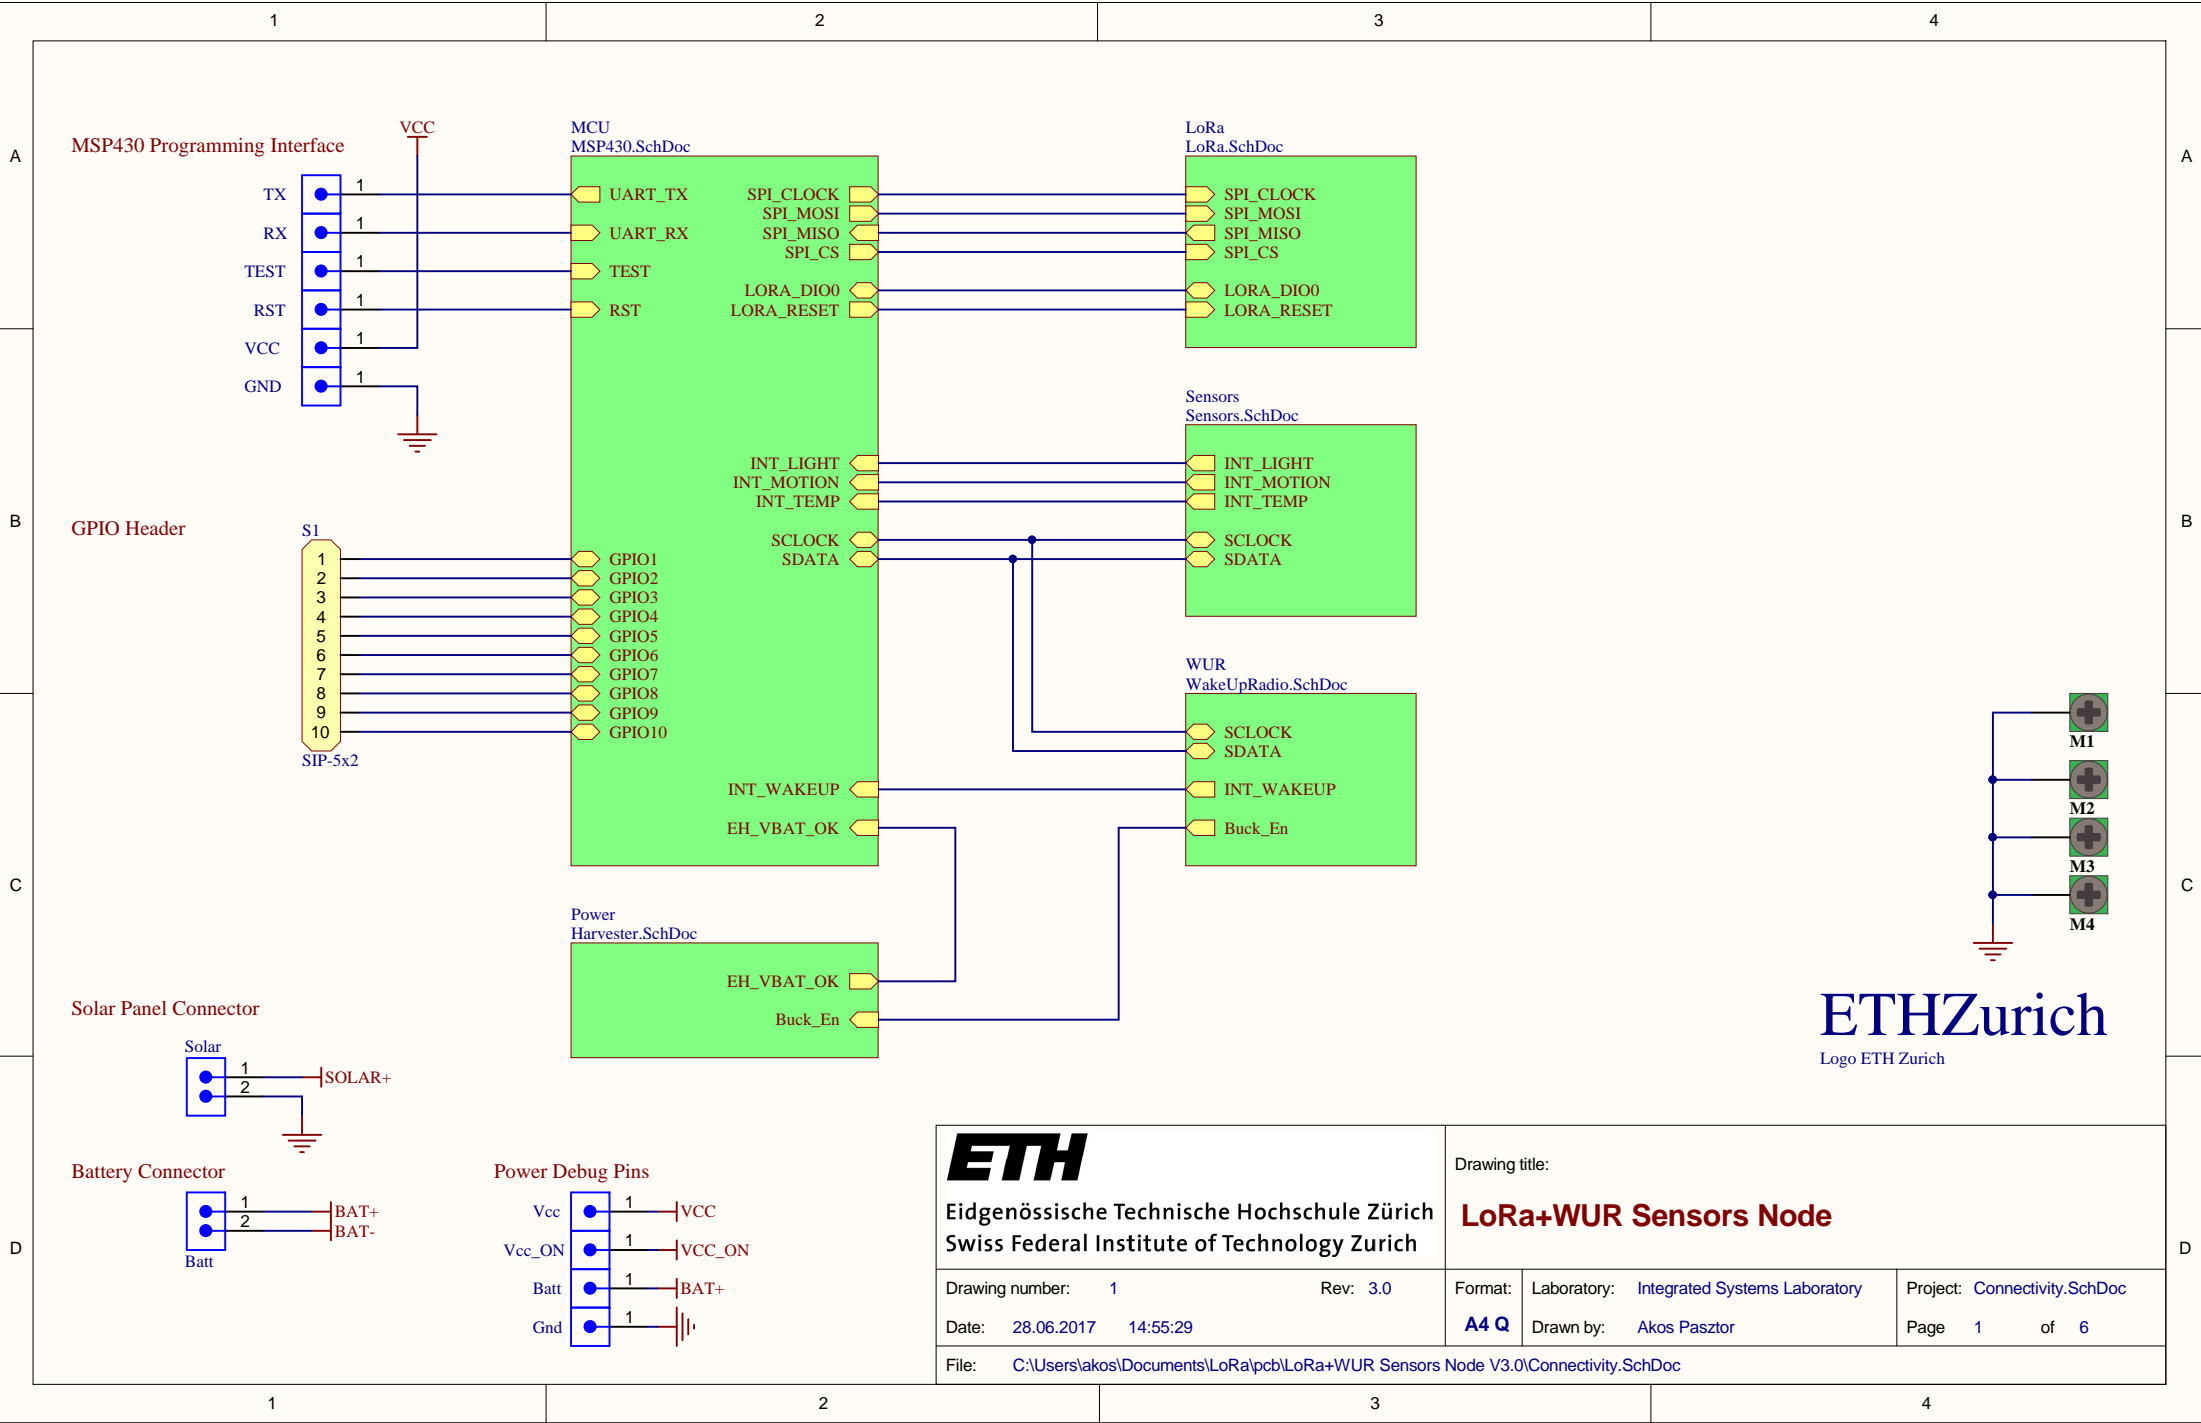 1 2 3 4
A A
B B
C C
D D
MSP430 Programming Interface
VCC
TX 1
RX 1
TEST 1
RST 1
VCC 1
GND 1
GPIO Header
S1
1
2
3
4
5
6
7
8
9
10
SIP-5x2
MCU
MSP430.SchDoc
UART_TX
UART_RX
TEST
RST
GPIO1
GPIO2
GPIO3
GPIO4
GPIO5
GPIO6
GPIO7
GPIO8
GPIO9
GPIO10
SPI_CLOCK
SPI_MOSI
SPI_MISO
SPI_CS
LORA_DIO0
LORA_RESET
INT_LIGHT
INT_MOTION
INT_TEMP
SCLOCK
SDATA
INT_WAKEUP
EH_VBAT_OK
LoRa
LoRa.SchDoc
SPI_CLOCK
SPI_MOSI
SPI_MISO
SPI_CS
LORA_DIO0
LORA_RESET
Sensors
Sensors.SchDoc
INT_LIGHT
INT_MOTION
INT_TEMP
SCLOCK
SDATA
WUR
WakeUpRadio.SchDoc
SCLOCK
SDATA
INT_WAKEUP
Buck_En
Power
Harvester.SchDoc
EH_VBAT_OK
Buck_En
M1
M2
M3
M4
ETHZurich
Logo ETH Zurich
Solar Panel Connector
Solar
1 SOLAR+
2
Battery Connector
1 BAT+
2 BAT-
Batt
Power Debug Pins
Vcc 1 VCC
Vcc_ON 1 VCC_ON
Batt 1 BAT+
Gnd 1
ETH
Eidgenössische Technische Hochschule Zürich
Swiss Federal Institute of Technology Zurich
Drawing title:
LoRa+WUR Sensors Node
Drawing number: 1 Rev: 3.0
Date: 28.06.2017 14:55:29
Format:
A4 Q
Laboratory: Integrated Systems Laboratory
Drawn by: Akos Pasztor
Project: Connectivity.SchDoc
Page 1 of 6
File: C:\Users\akos\Documents\LoRa\pcb\LoRa+WUR Sensors Node V3.0\Connectivity.SchDoc
1 2 3 4